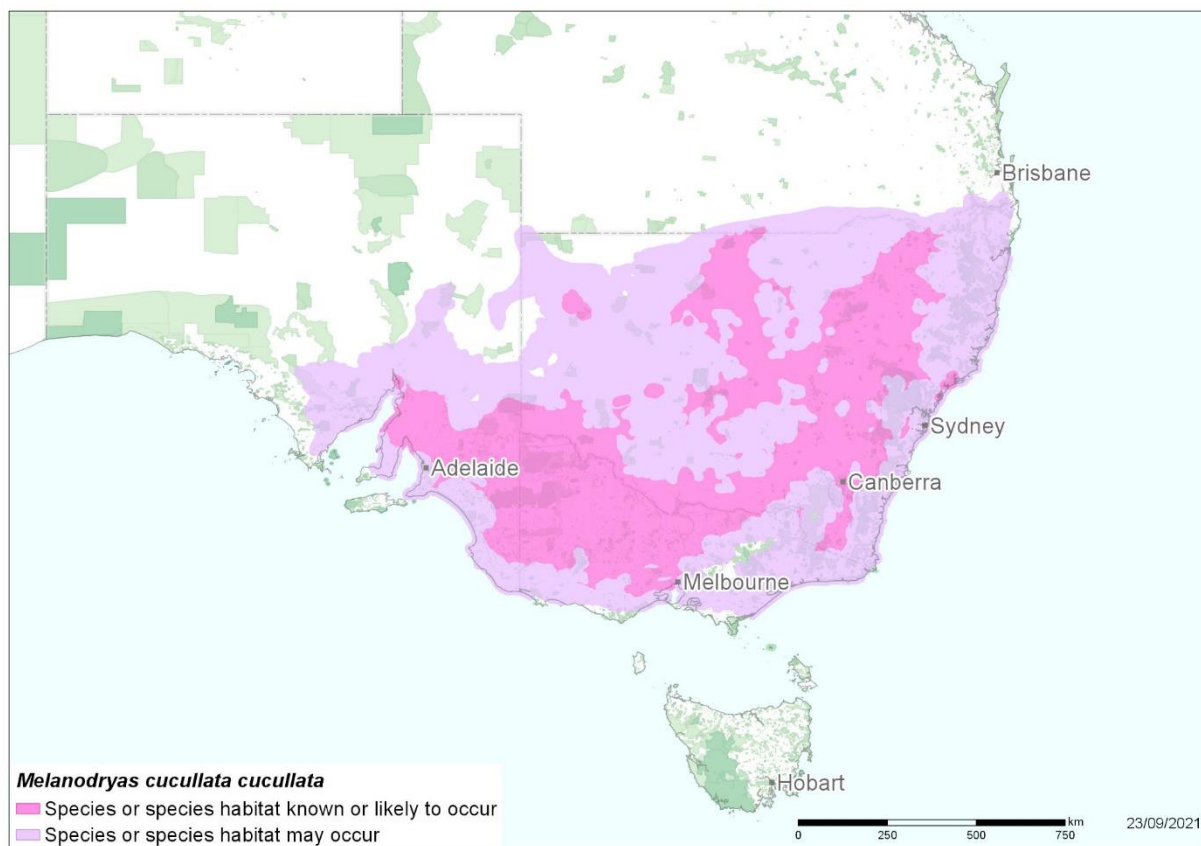 Brisbane
Sydney
Adelaide
Canberra
Melbourne
Hobart
Melanodryas cucullata cucullata
Species or species habitat known or likely to occur
Species or species habitat may occur
km
0 250 500 750
23/09/2021